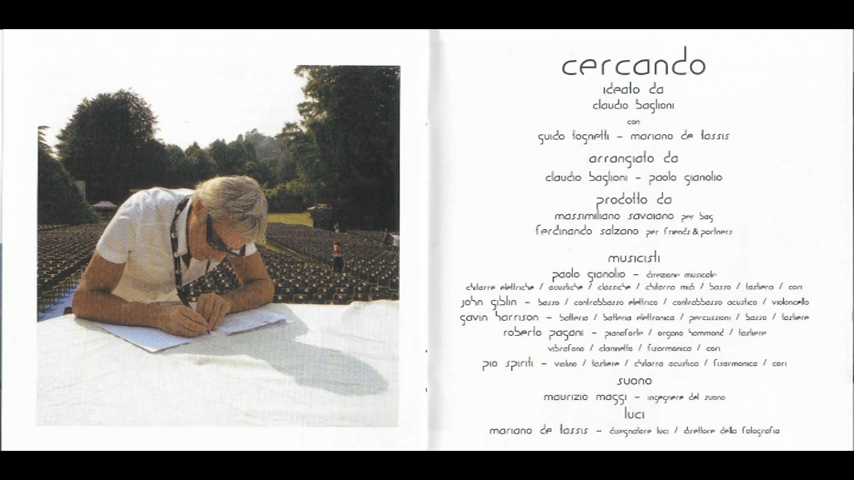 cercando
ideato da
claudio baglioni
con
guido tognetti - mariano de tassis
arrangiato da
claudio baglioni - paolo gianolio
prodotto da
massimiliano savaiano per bag
ferdinando salzano per friends & partners
musicisti
paolo gianolio - direzione musicale
chitarre elettriche / acustiche / classiche / chitarra midi / basso / tastiera / cori
john giblin - basso / contrabbasso elettrico / contrabbasso acustico / violoncello
gavin harrison - batteria / batteria elettronica / percussioni / basso / tastiere
roberto pagani - pianoforte / organo hammond / tastiere
vibrafono / clarinetto / fisarmonica / cori
pio spiriti - violino / tastiere / chitarra acustica / fisarmonica / cori
suono
maurizio maggi - ingegnere del suono
luci
mariano de tassis - disegnatore luci / direttore della fotografia